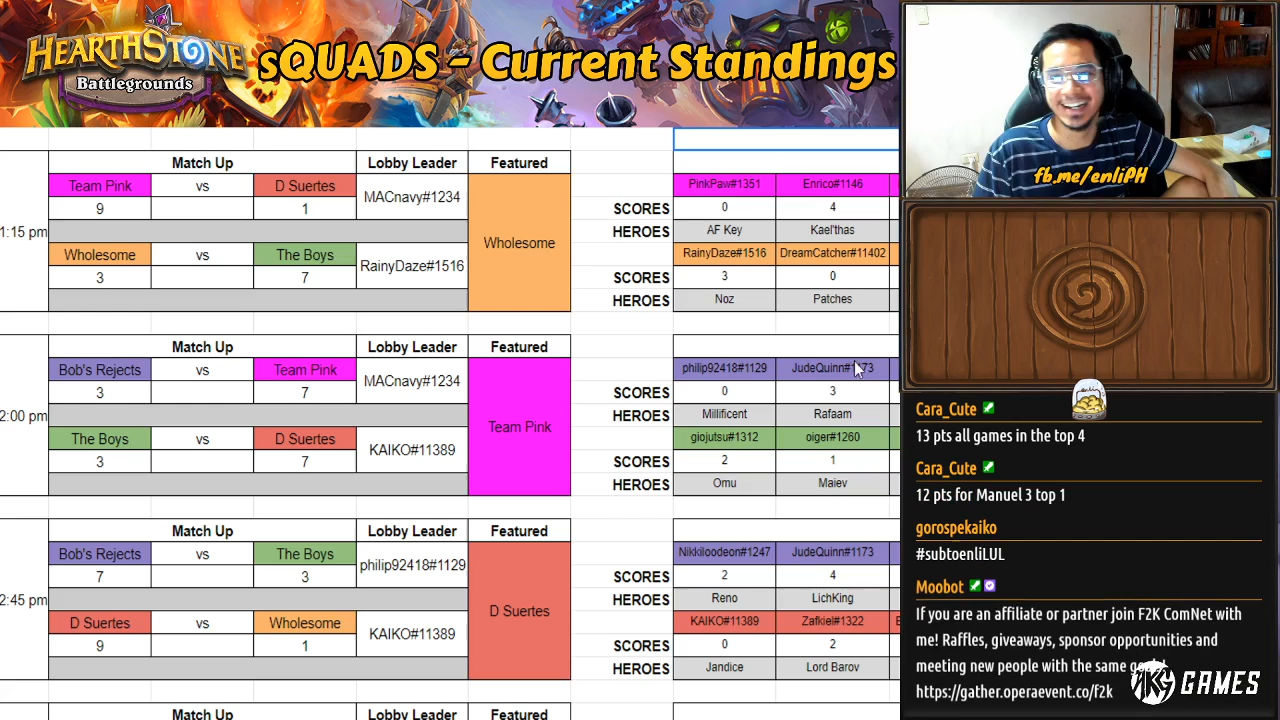 HEARTHSTONE
Battlegrounds
sQUADS - Current Standings
fb.me/enliPH
Match Up Lobby Leader Featured
Team Pink vs D Suertes MACnavy#1234 Wholesome PinkPaw#1351 Enrico#1146
9 1 SCORES 0 4
1:15 pm HEROES AF Key Kael'thas
Wholesome vs The Boys RainyDaze#1516 RainyDaze#1516 DreamCatcher#11402
3 7 SCORES 3 0
HEROES Noz Patches
Match Up Lobby Leader Featured
Bob's Rejects vs Team Pink MACnavy#1234 Team Pink philip92418#1129
3 7 SCORES 0 3
2:00 pm HEROES Millificent Rafaam
The Boys vs D Suertes KAIKO#11389 giojutsu#1312 oiger#1260
3 7 SCORES 2 1
HEROES Omu Maiev
Match Up Lobby Leader Featured
Bob's Rejects vs The Boys philip92418#1129 D Suertes Nikkiloodeon#1247 JudeQuinn#1173
7 3 SCORES 2 4
2:45 pm HEROES Reno LichKing
D Suertes vs Wholesome KAIKO#11389 KAIKO#11389 Zafkiel#1322
9 1 SCORES 0 2
HEROES Jandice Lord Barov
Match Up Lobby Leader Featured
Cara_Cute
13 pts all games in the top 4
Cara_Cute
12 pts for Manuel 3 top 1
gorospekaiko
#subtoenliLUL
Moobot
If you are an affiliate or partner join F2K ComNet with
me! Raffles, giveaways, sponsor opportunities and
meeting new people with the same
https://gather.operaevent.co/f2k
GAMES